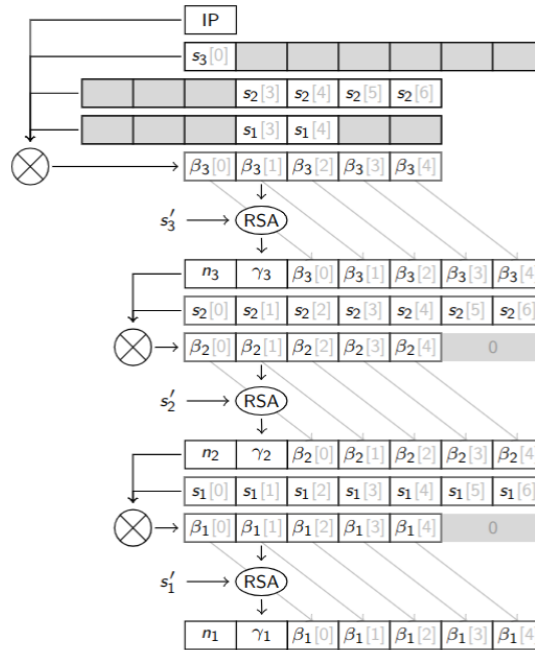 IP
s₃[0]
s₂[3] s₂[4] s₂[5] s₂[6]
s₁[3] s₁[4]
β₃[0] β₃[1] β₃[2] β₃[3] β₃[4]
s₃′ RSA
n₃ γ₃ β₃[0] β₃[1] β₃[2] β₃[3] β₃[4]
s₂[0] s₂[1] s₂[2] s₂[3] s₂[4] s₂[5] s₂[6]
β₂[0] β₂[1] β₂[2] β₂[3] β₂[4] 0
s₂′ RSA
n₂ γ₂ β₂[0] β₂[1] β₂[2] β₂[3] β₂[4
s₁[0] s₁[1] s₁[2] s₁[3] s₁[4] s₁[5] s₁[6]
β₁[0] β₁[1] β₁[2] β₁[3] β₁[4] 0
s₁′ RSA
n₁ γ₁ β₁[0] β₁[1] β₁[2] β₁[3] β₁[4